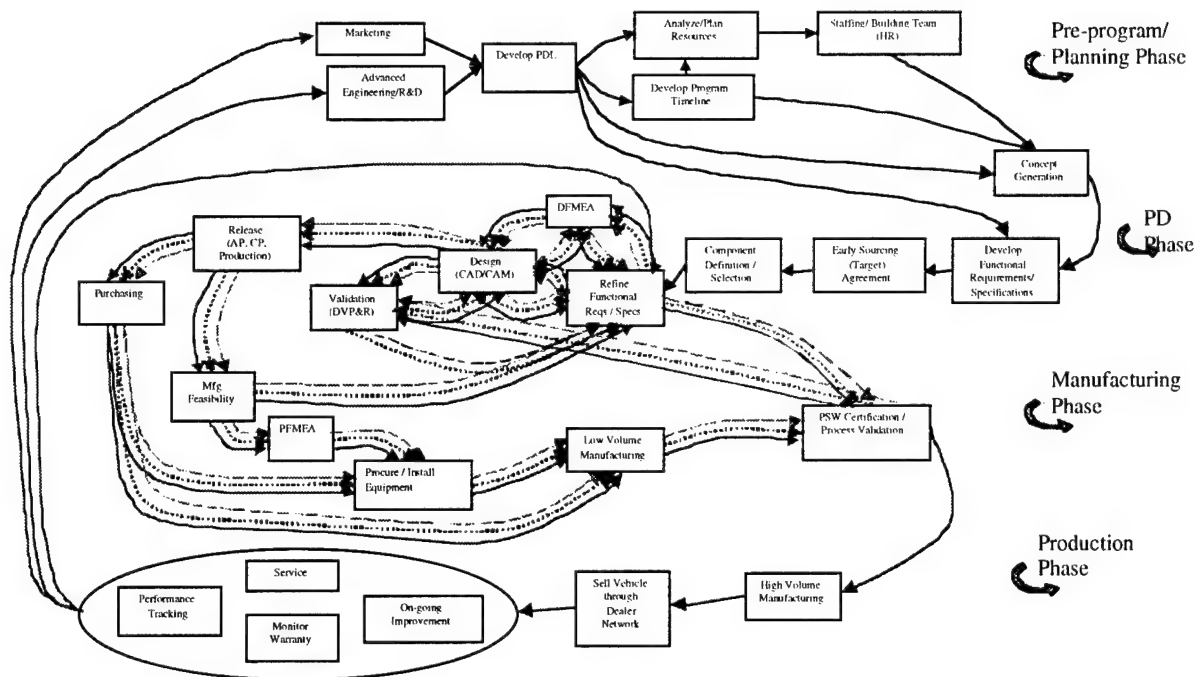 Marketing
Advanced
Engineering/R&D
Develop PDL
Analyze/Plan
Resources
Develop Program
Timeline
Staffing/ Building Team
(HR)
Pre-program/
Planning Phase
Concept
Generation
PD
Phase
Develop
Functional
Requirements/
Specifications
Early Sourcing
(Target)
Agreement
Component
Definition /
Selection
DFMEA
Release
(AP, CP,
Production)
Design
(CAD/CAM)
Refine
Functional
Reqs / Specs
Validation
(DVP&R)
Purchasing
Mfg
Feasibility
PFMEA
Procure / Install
Equipment
Low Volume
Manufacturing
PSW Certification /
Process Validation
Manufacturing
Phase
Production
Phase
High Volume
Manufacturing
Sell Vehicle
through
Dealer
Network
Service
Performance
Tracking
Monitor
Warranty
On-going
Improvement